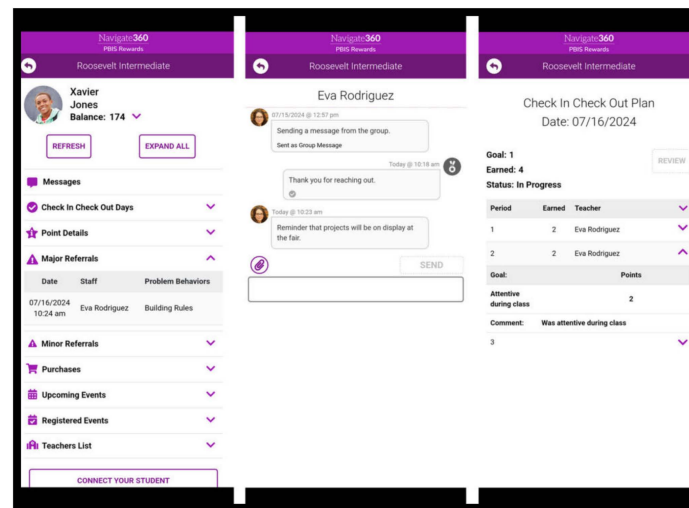 Navigate360
PBIS Rewards
Roosevelt Intermediate
Xavier
Jones
Balance: 174
REFRESH
EXPAND ALL
Messages
Check In Check Out Days
Point Details
Major Referrals
Date Staff Problem Behaviors
07/16/2024
10:24 am
Eva Rodriguez
Building Rules
Minor Referrals
Purchases
Upcoming Events
Registered Events
Teachers List
CONNECT YOUR STUDENT
Navigate360
PBIS Rewards
Roosevelt Intermediate
Eva Rodriguez
07/15/2024 @ 12:57 pm
Sending a message from the group.
Sent as Group Message
Today @ 10:18 am
Thank you for reaching out.
Today @ 10:23 am
Reminder that projects will be on display at
the fair.
SEND
Navigate360
PBIS Rewards
Roosevelt Intermediate
Check In Check Out Plan
Date: 07/16/2024
Goal: 1
Earned: 4
Status: In Progress
REVIEW
Period Earned Teacher
1 2 Eva Rodriguez
2 2 Eva Rodriguez
Goal: Points
Attentive
during class
2
Comment: Was attentive during class
3